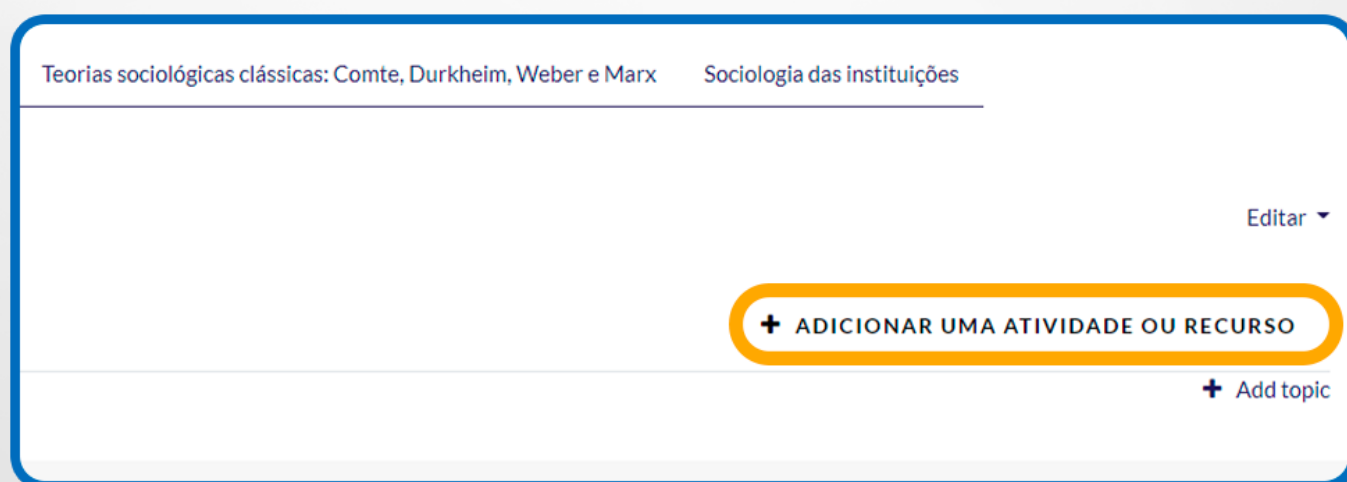 Teorias sociológicas clássicas: Comte, Durkheim, Weber e Marx Sociologia das instituições
Editar
+ ADICIONAR UMA ATIVIDADE OU RECURSO
+ Add topic